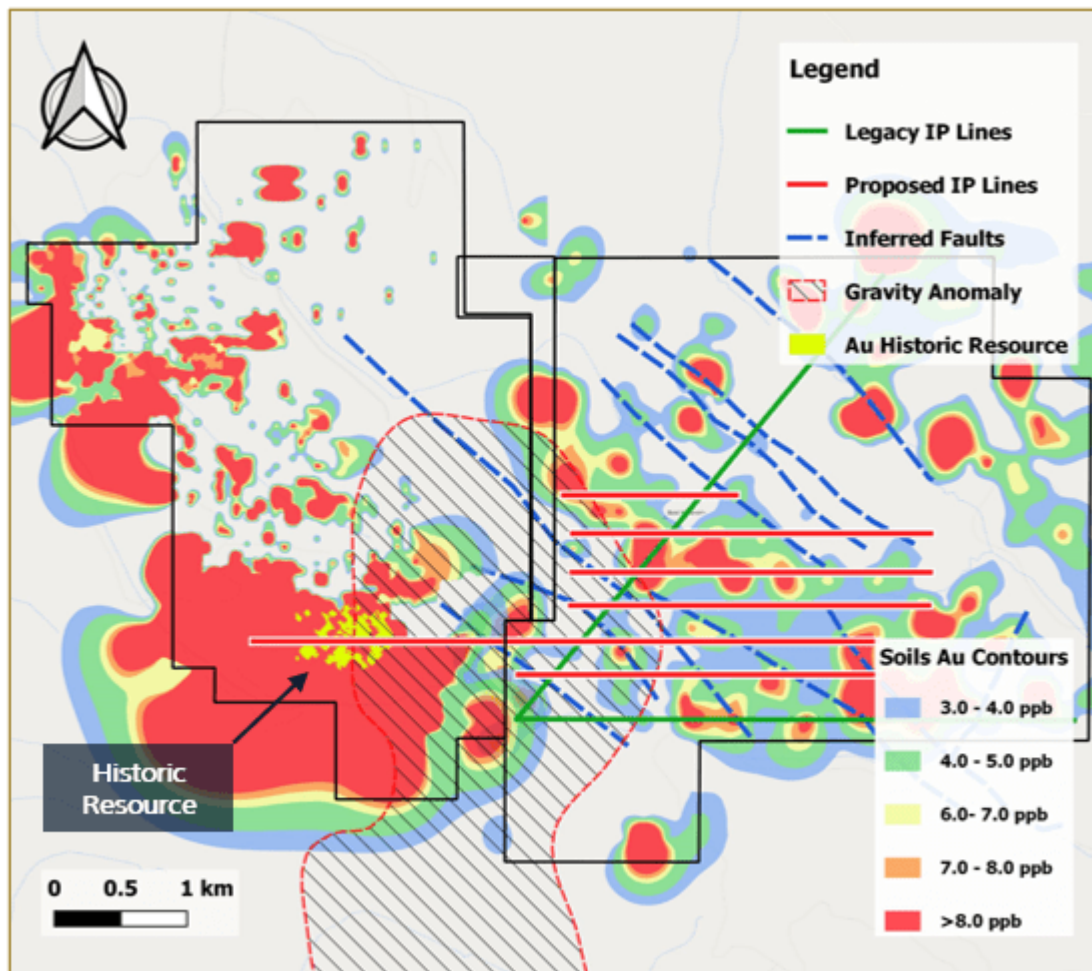 Legend
Legacy IP Lines
Proposed IP Lines
Inferred Faults
Gravity Anomaly
Au Historic Resource
Soils Au Contours
3.0 - 4.0 ppb
4.0 - 5.0 ppb
6.0- 7.0 ppb
7.0 - 8.0 ppb
>8.0 ppb
Historic
Resource
0 0.5 1 km